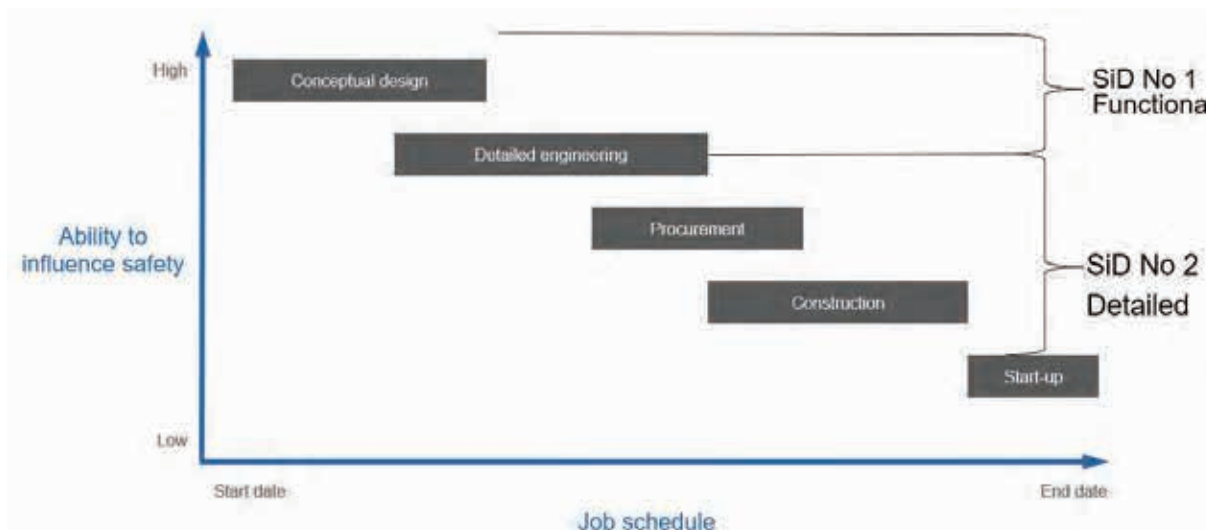 High
Conceptual design
SiD No 1
Functiona
Detailed engineering
Ability to
influence safety
Procurement
SiD No 2
Detailed
Construction
Start-up
Low
Start date
End date
Job schedule